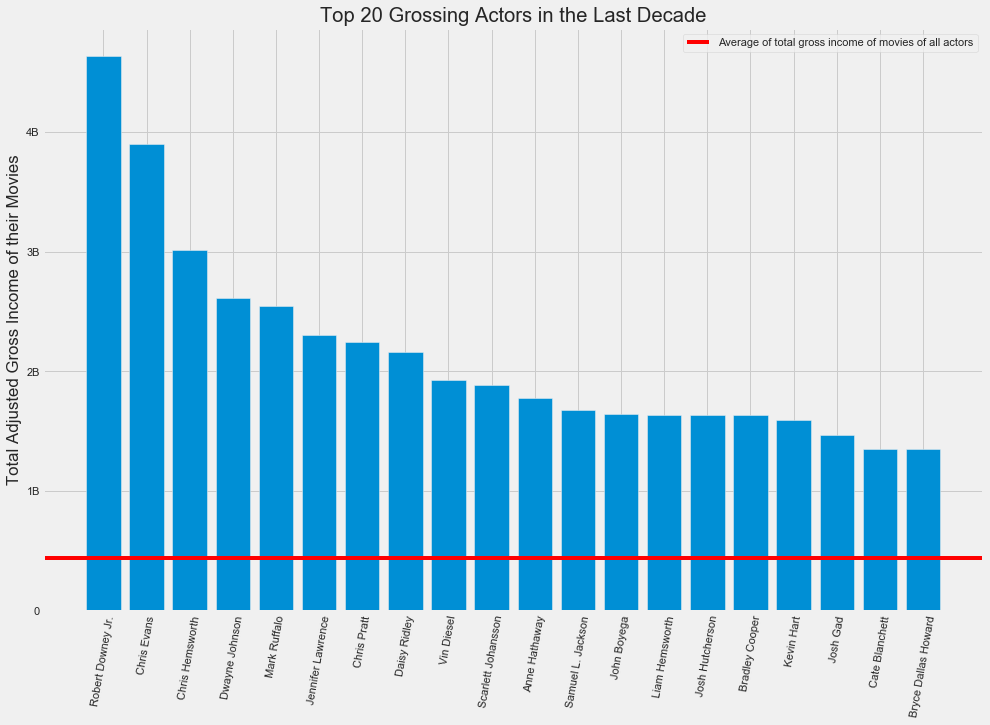 Top 20 Grossing Actors in the Last Decade
Average of total gross income of movies of all actors
Total Adjusted Gross Income of their Movies
4B
3B
2B
1B
0
Robert Downey Jr.
Chris Evans
Chris Hemsworth
Dwayne Johnson
Mark Ruffalo
Jennifer Lawrence
Chris Pratt
Daisy Ridley
Vin Diesel
Scarlett Johansson
Anne Hathaway
Samuel L. Jackson
John Boyega
Liam Hemsworth
Josh Hutcherson
Bradley Cooper
Kevin Hart
Josh Gad
Cate Blanchett
Bryce Dallas Howard